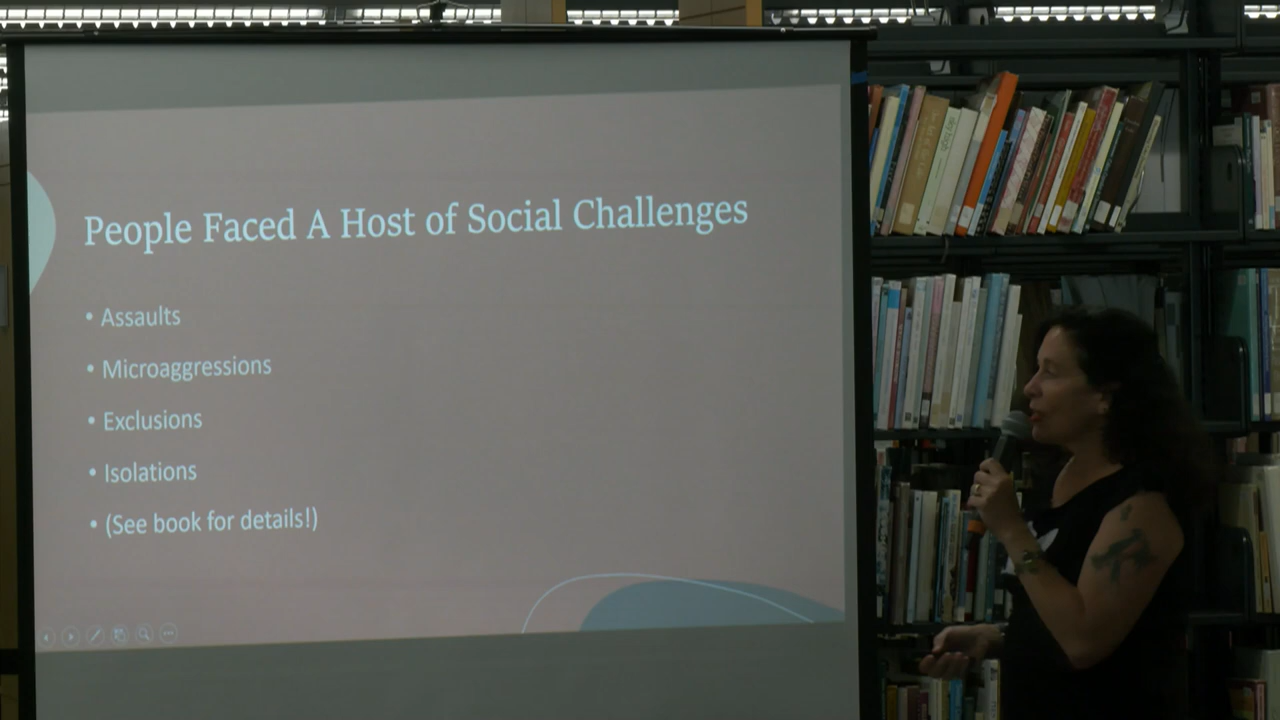 People Faced A Host of Social Challenges
• Assaults
• Microaggressions
• Exclusions
• Isolations
• (See book for details!)